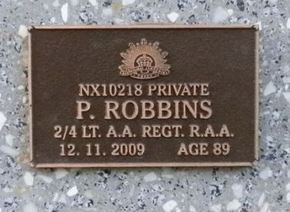 NX10218 PRIVATE
P. ROBBINS
2/4 LT. A.A. REGT. R.A.A.
12. 11. 2009 AGE 89